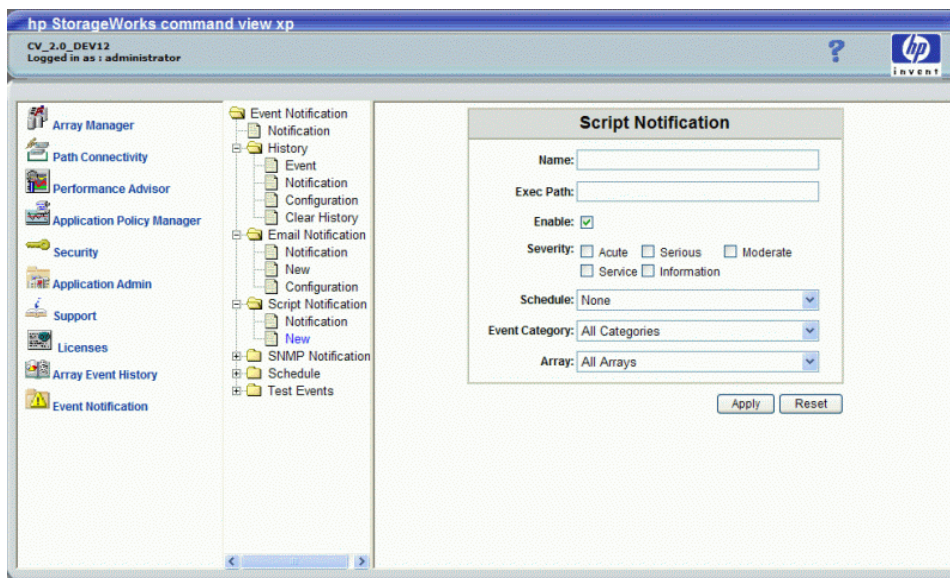 hp StorageWorks command view xp
CV_2.0_DEV12
Logged in as : administrator
?
hp
invent
Array Manager
Path Connectivity
Performance Advisor
Application Policy Manager
Security
Application Admin
Support
Licenses
Array Event History
Event Notification
Event Notification
Notification
History
Event
Notification
Configuration
Clear History
Email Notification
Notification
New
Configuration
Script Notification
Notification
New
SNMP Notification
Schedule
Test Events
Script Notification
Name:
Exec Path:
Enable:
Severity: Acute Serious Moderate
Service Information
Schedule: None
Event Category: All Categories
Array: All Arrays
Apply Reset